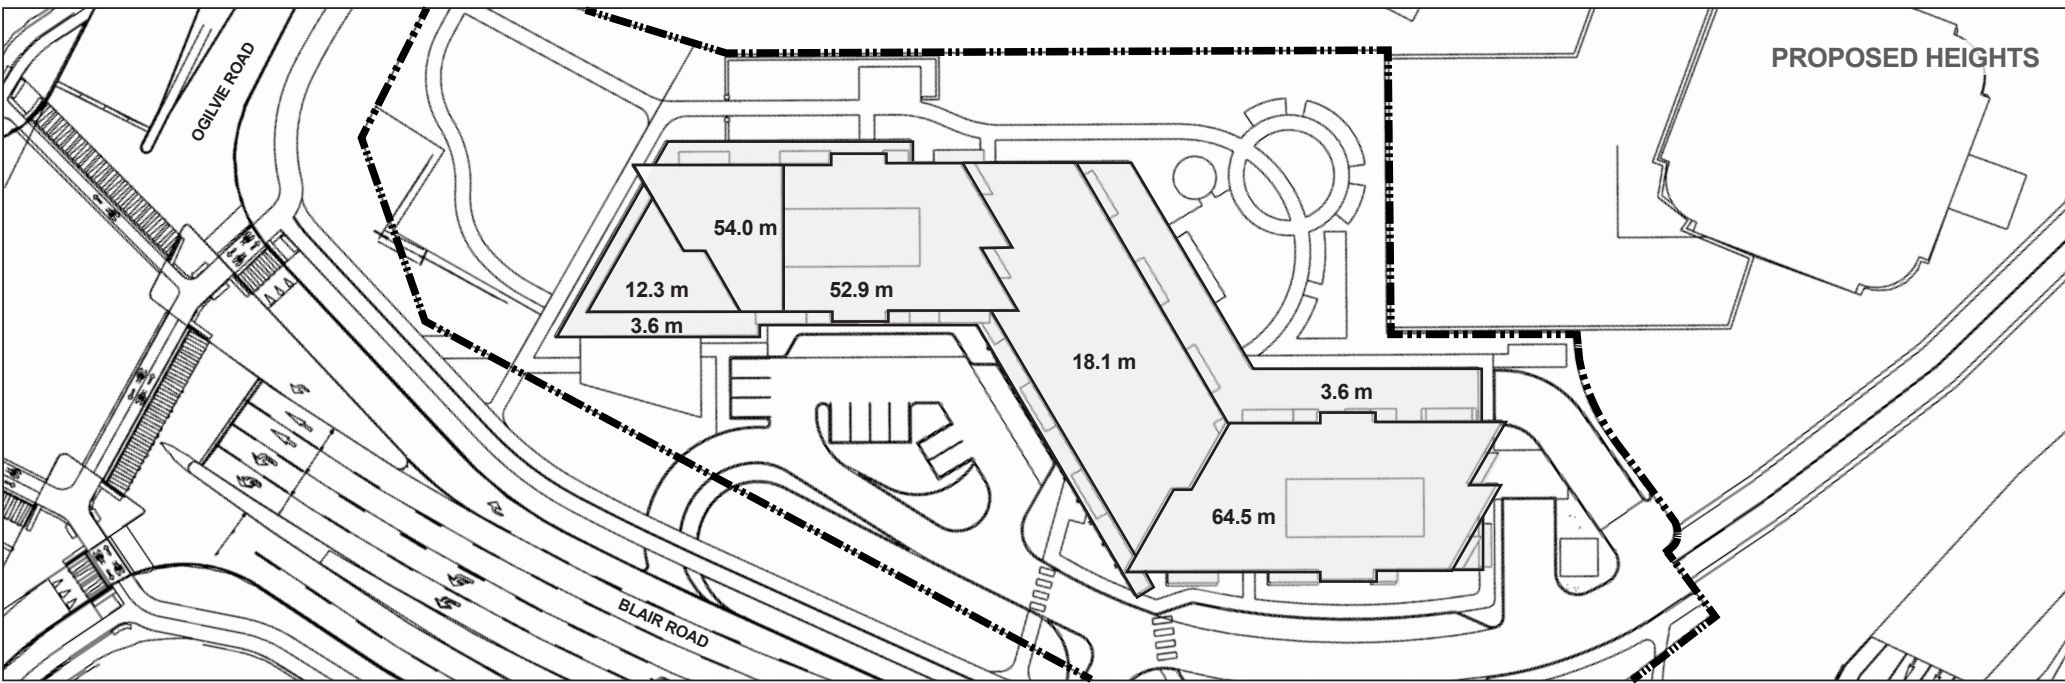 PROPOSED HEIGHTS
OGILVIE ROAD
54.0 m
12.3 m
52.9 m
3.6 m
18.1 m
3.6 m
64.5 m
BLAIR ROAD